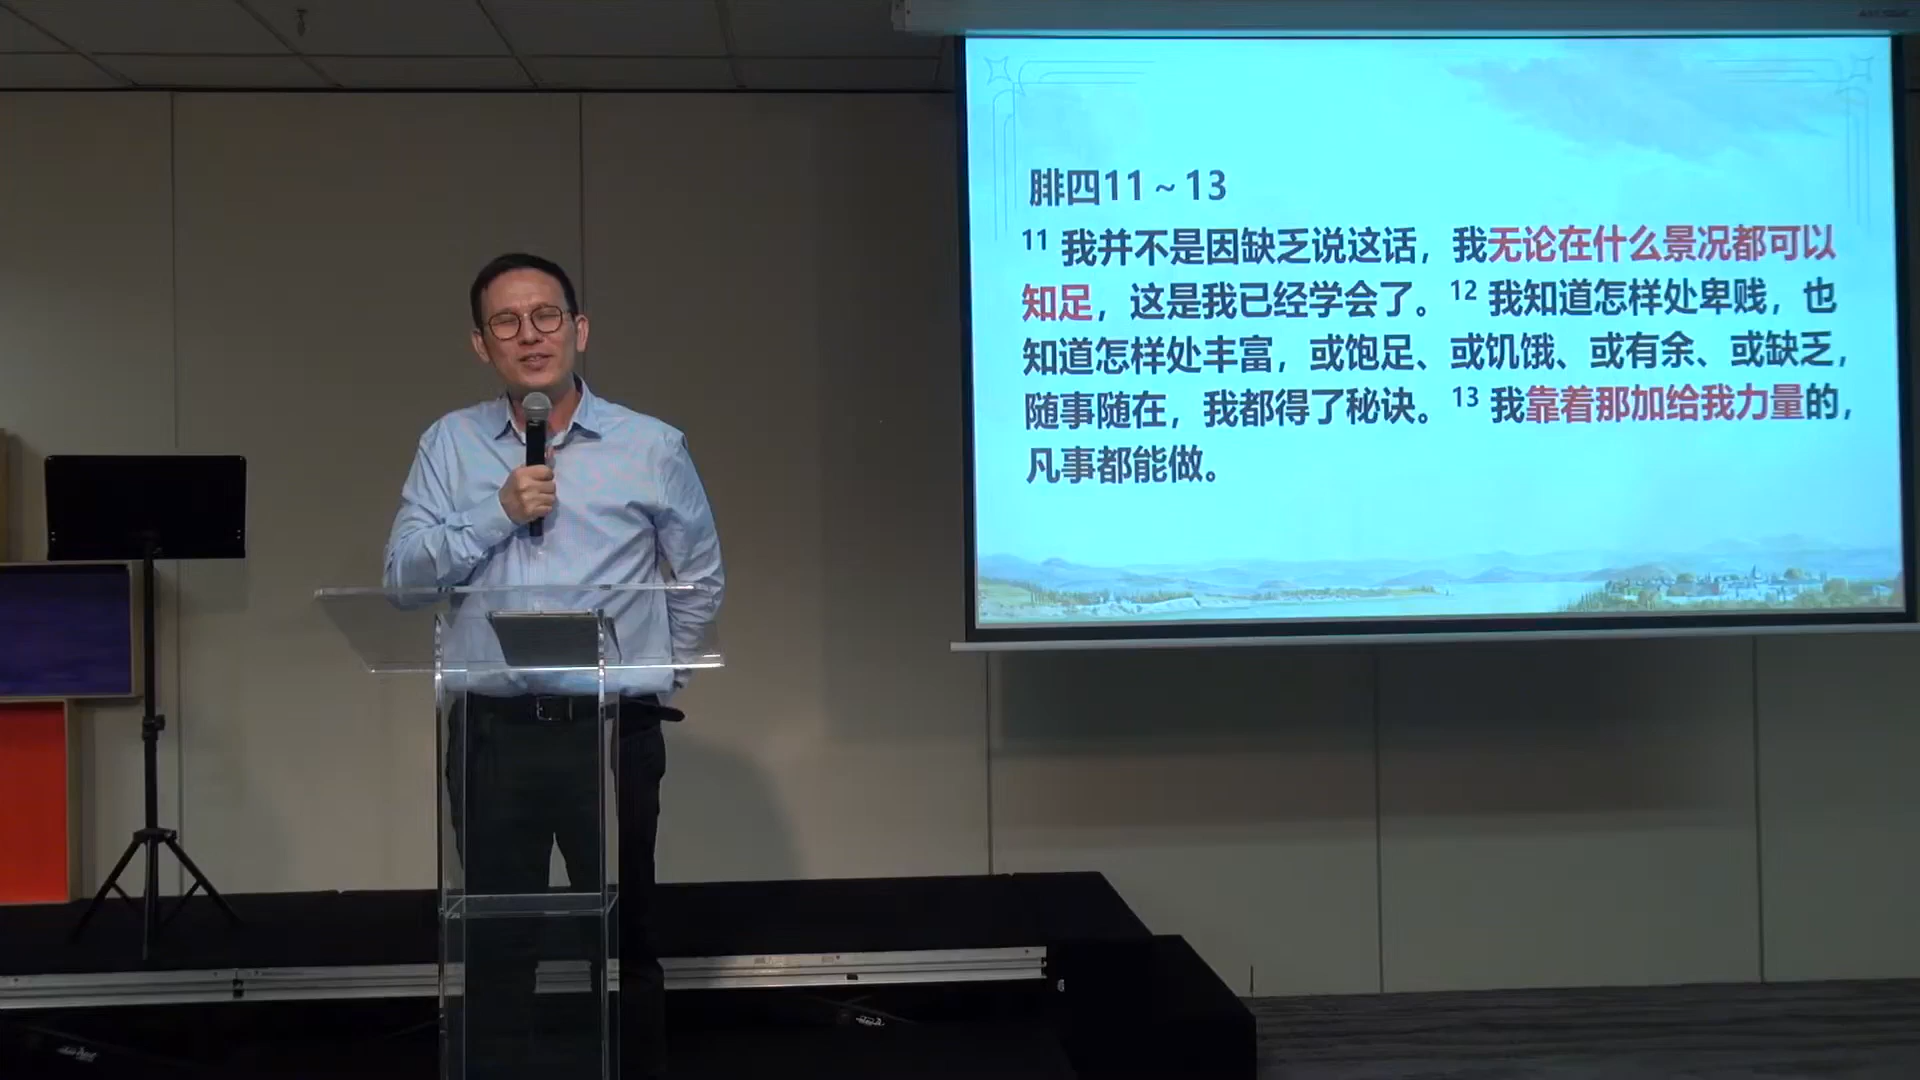 腓四11～13
11 我并不是因缺乏说这话，我无论在什么景况都可以
知足，这是我已经学会了。12 我知道怎样处卑贱，也
知道怎样处丰富，或饱足、或饥饿、或有余、或缺乏，
随事随在，我都得了秘诀。13 我靠着那加给我力量的，
凡事都能做。